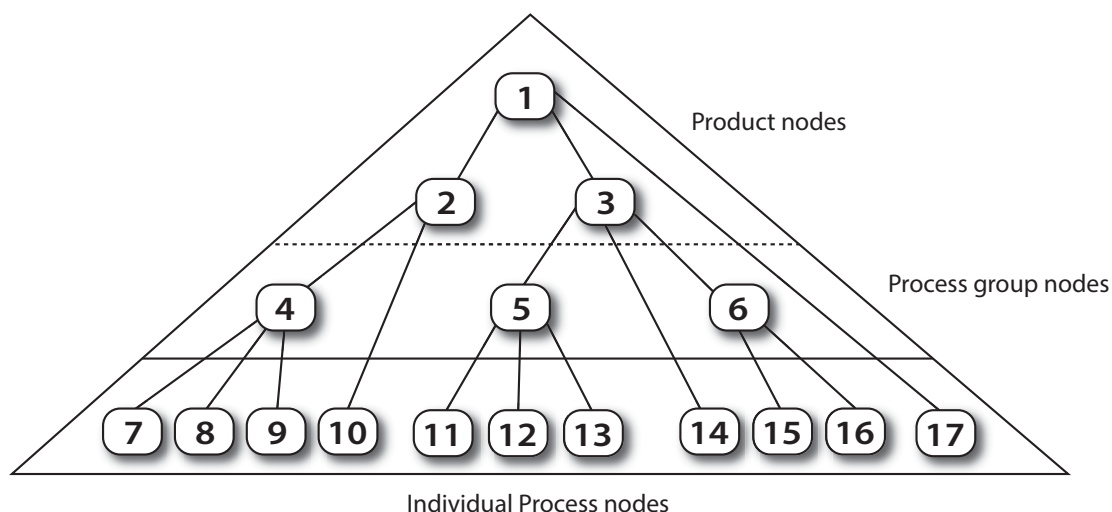 1
Product nodes
2 3
Process group nodes
4 5 6
7 8 9 10 11 12 13 14 15 16 17
Individual Process nodes